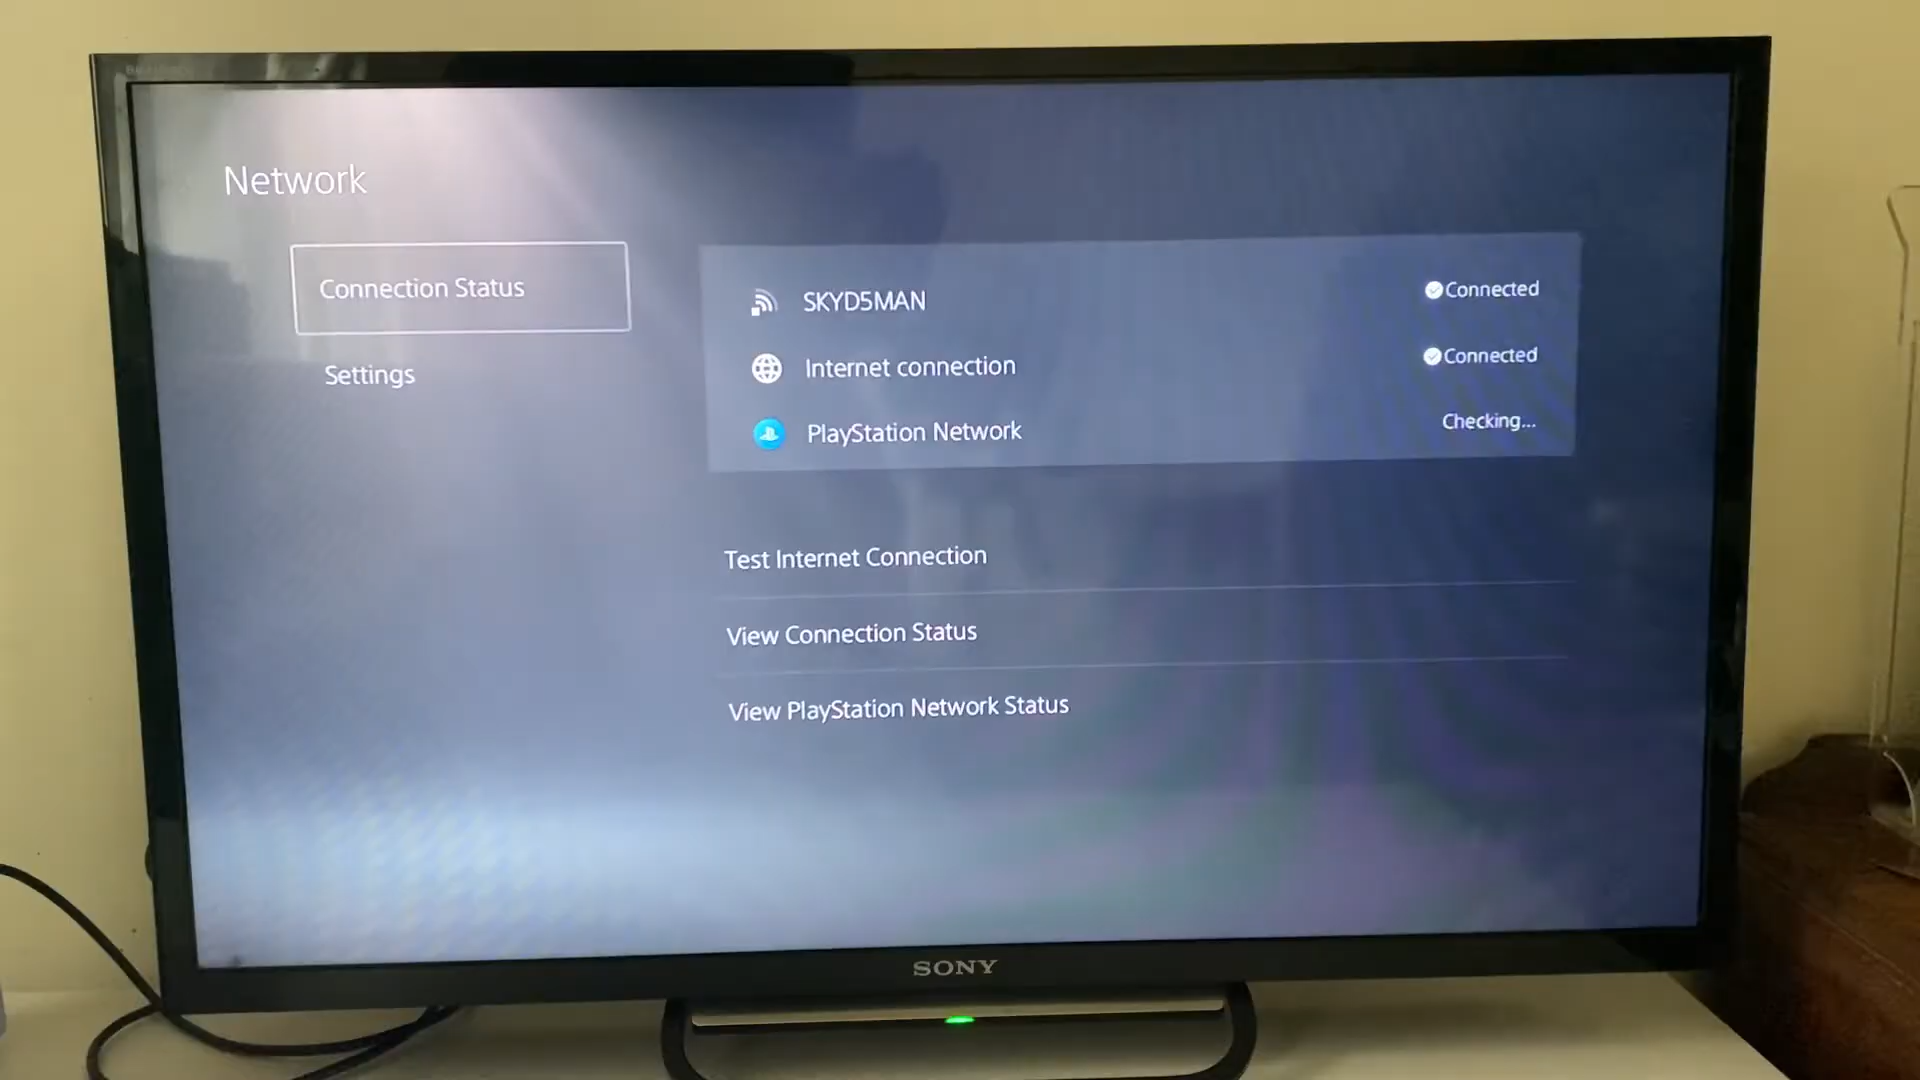 Network
Connection Status
Settings
SKYD5MAN
Connected
Internet connection
Connected
PlayStation Network
Checking...
Test Internet Connection
View Connection Status
View PlayStation Network Status
SONY